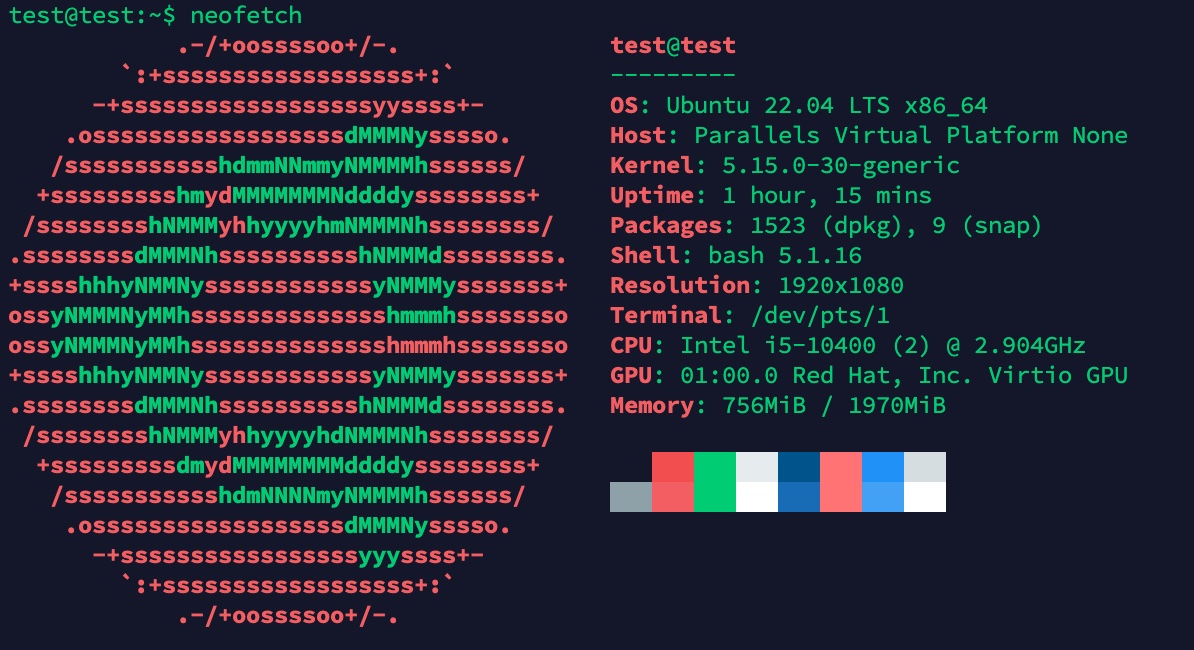 test@test:~$ neofetch
            .-/+oossssoo+/-.               test@test
        `:+ssssssssssssssssss+:`           ---------
      -+ssssssssssssssssssyyssss+-         OS: Ubuntu 22.04 LTS x86_64
    .ossssssssssssssssssdMMMNysssso.       Host: Parallels Virtual Platform None
   /ssssssssssshdmmNNmmyNMMMMhssssss/      Kernel: 5.15.0-30-generic
  +ssssssssshmydMMMMMMMNddddyssssssss+     Uptime: 1 hour, 15 mins
 /sssssssshNMMMyhhyyyyhmNMMMNhssssssss/    Packages: 1523 (dpkg), 9 (snap)
.ssssssssdMMMNhsssssssssshNMMMdssssssss.   Shell: bash 5.1.16
+sssshhhyNMMNyssssssssssssyNMMMysssssss+   Resolution: 1920x1080
ossyNMMMNyMMhsssssssssssssshmmmhssssssso   Terminal: /dev/pts/1
ossyNMMMNyMMhsssssssssssssshmmmhssssssso   CPU: Intel i5-10400 (2) @ 2.904GHz
+sssshhhyNMMNyssssssssssssyNMMMysssssss+   GPU: 01:00.0 Red Hat, Inc. Virtio GPU
.ssssssssdMMMNhsssssssssshNMMMdssssssss.   Memory: 756MiB / 1970MiB
 /sssssssshNMMMyhhyyyyhdNMMMNhssssssss/
  +sssssssssdmydMMMMMMMMddddyssssssss+
   /ssssssssssshdmNNNNmyNMMMMhssssss/
    .ossssssssssssssssssdMMMNysssso.
      -+sssssssssssssssssyyyssss+-
        `:+ssssssssssssssssss+:`
            .-/+oossssoo+/-.